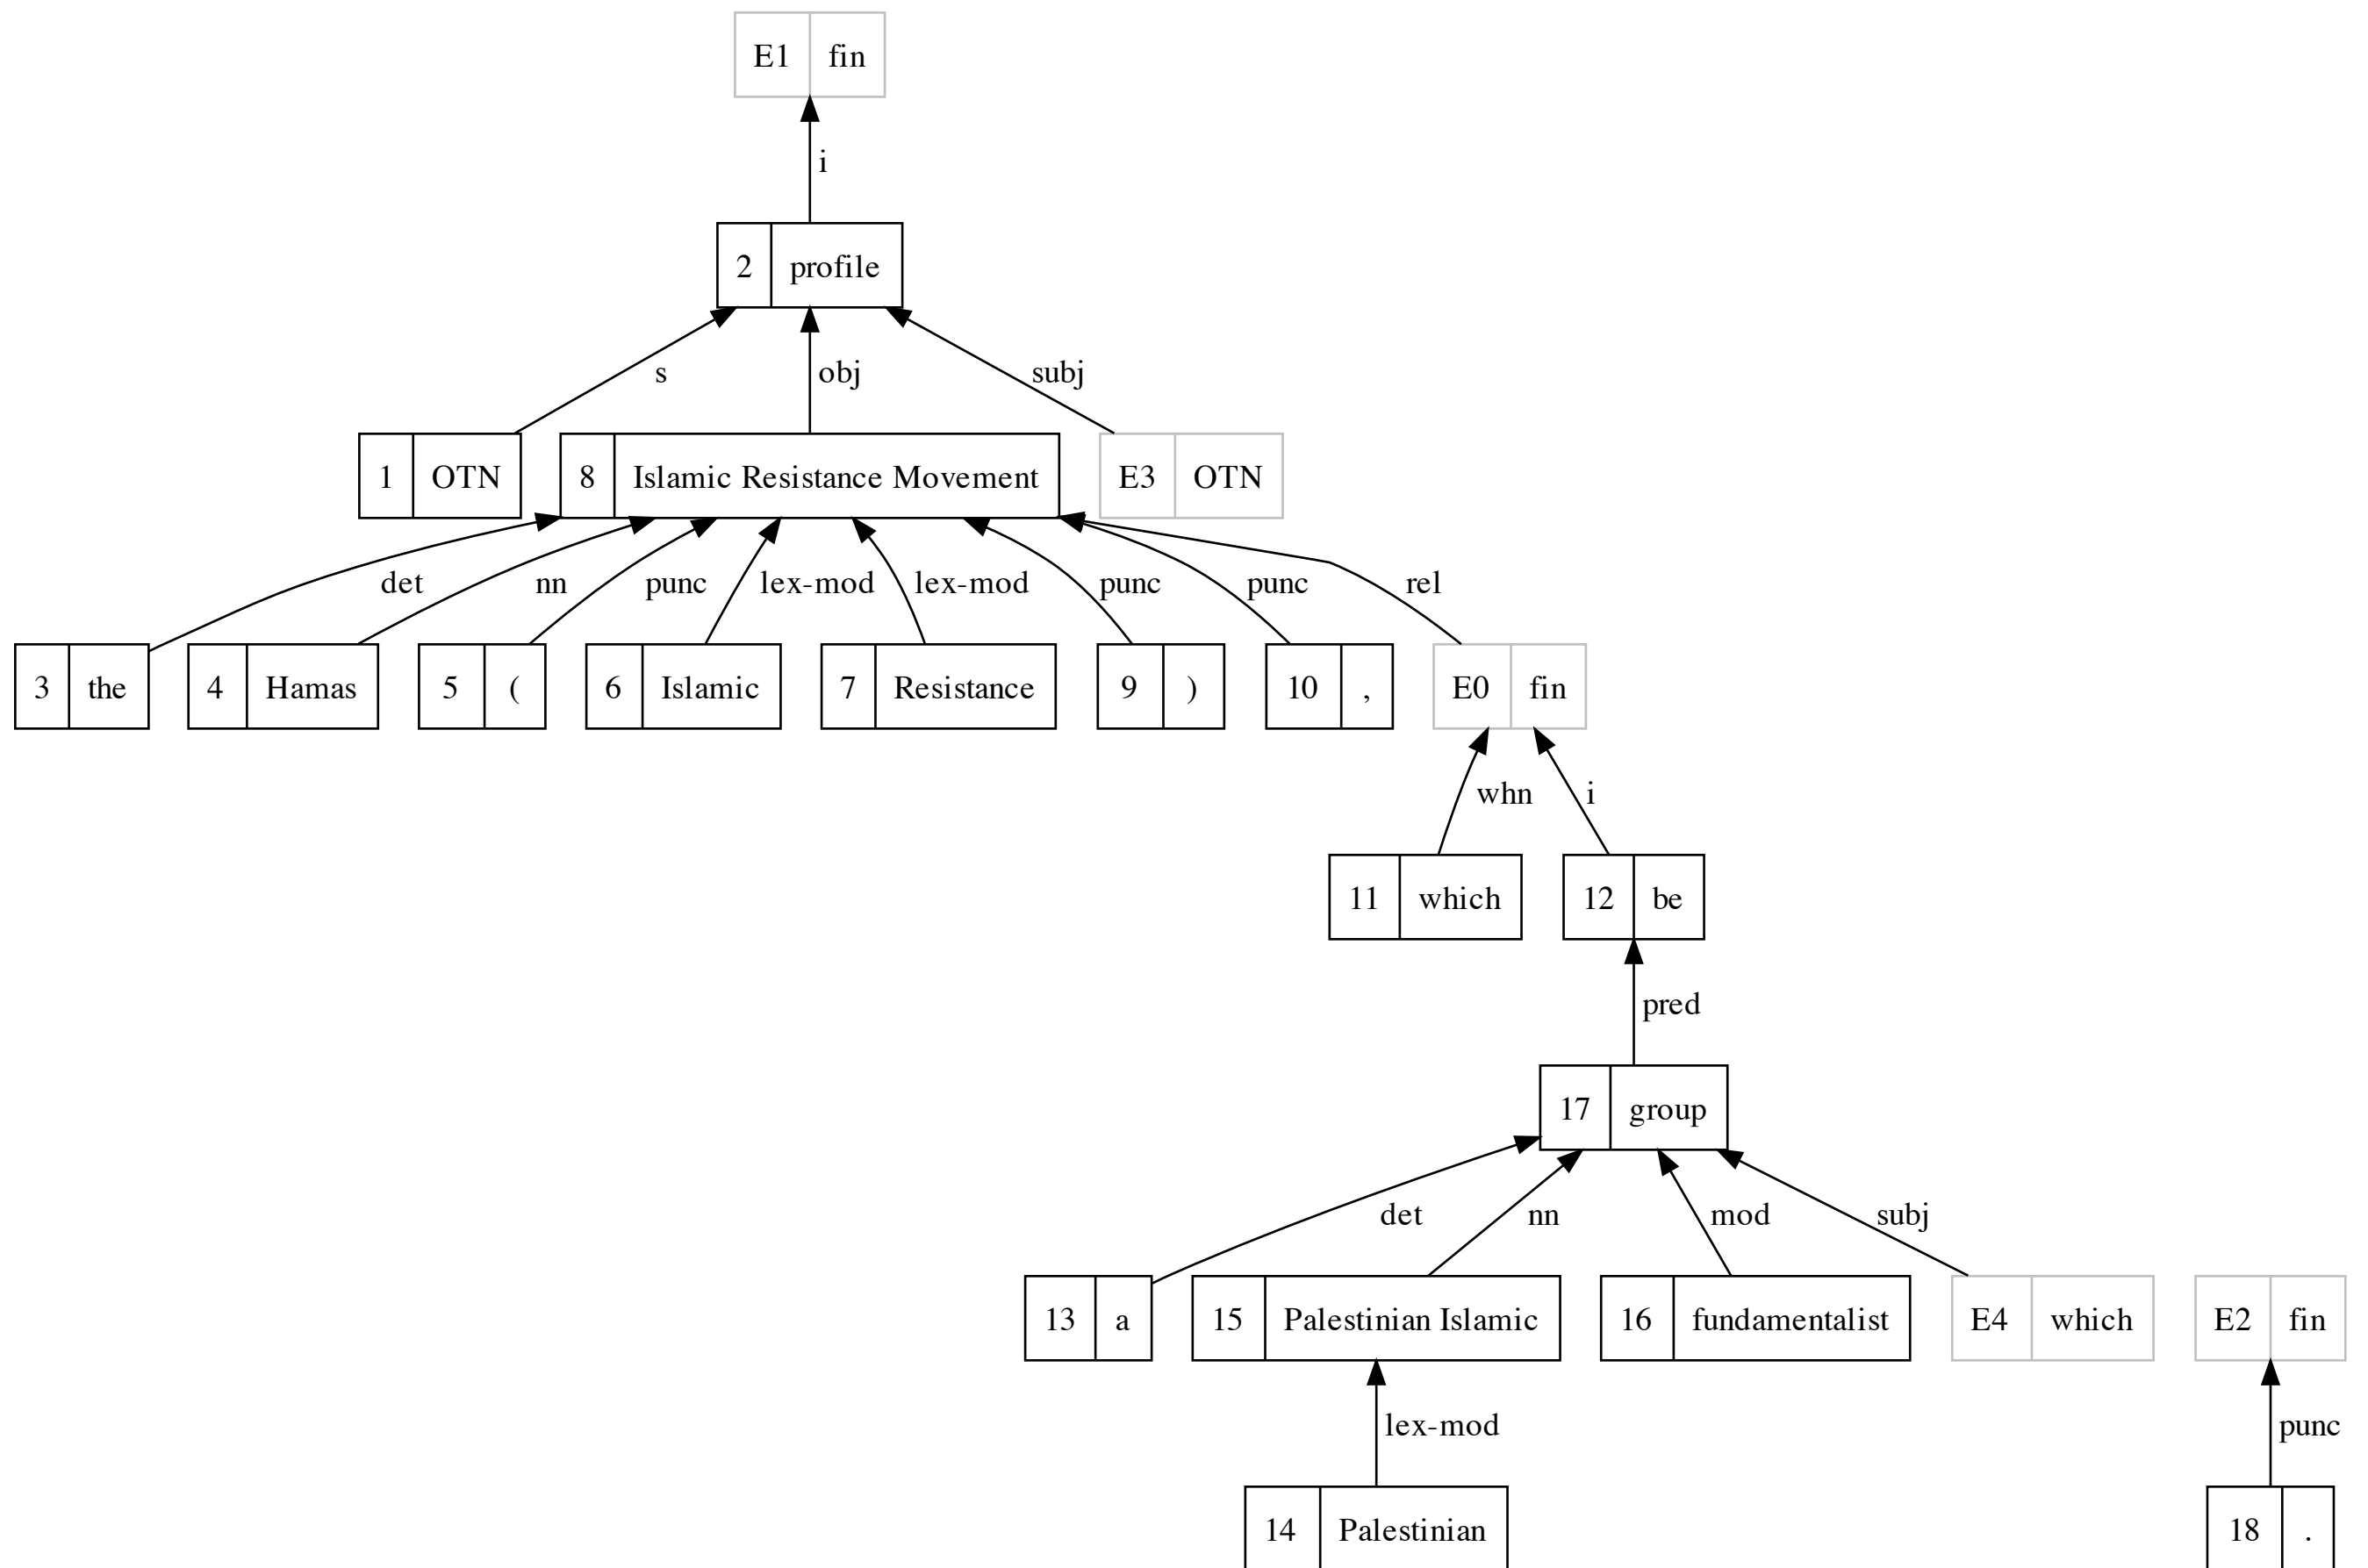 E1 fin
i
2 profile
s obj subj
1 OTN 8 Islamic Resistance Movement E3 OTN
det nn punc lex-mod lex-mod punc punc rel
3 the 4 Hamas 5 ( 6 Islamic 7 Resistance 9 ) 10 , E0 fin
whn i
11 which 12 be
pred
17 group
det nn mod subj
13 a 15 Palestinian Islamic 16 fundamentalist E4 which E2 fin
lex-mod punc
14 Palestinian 18 .